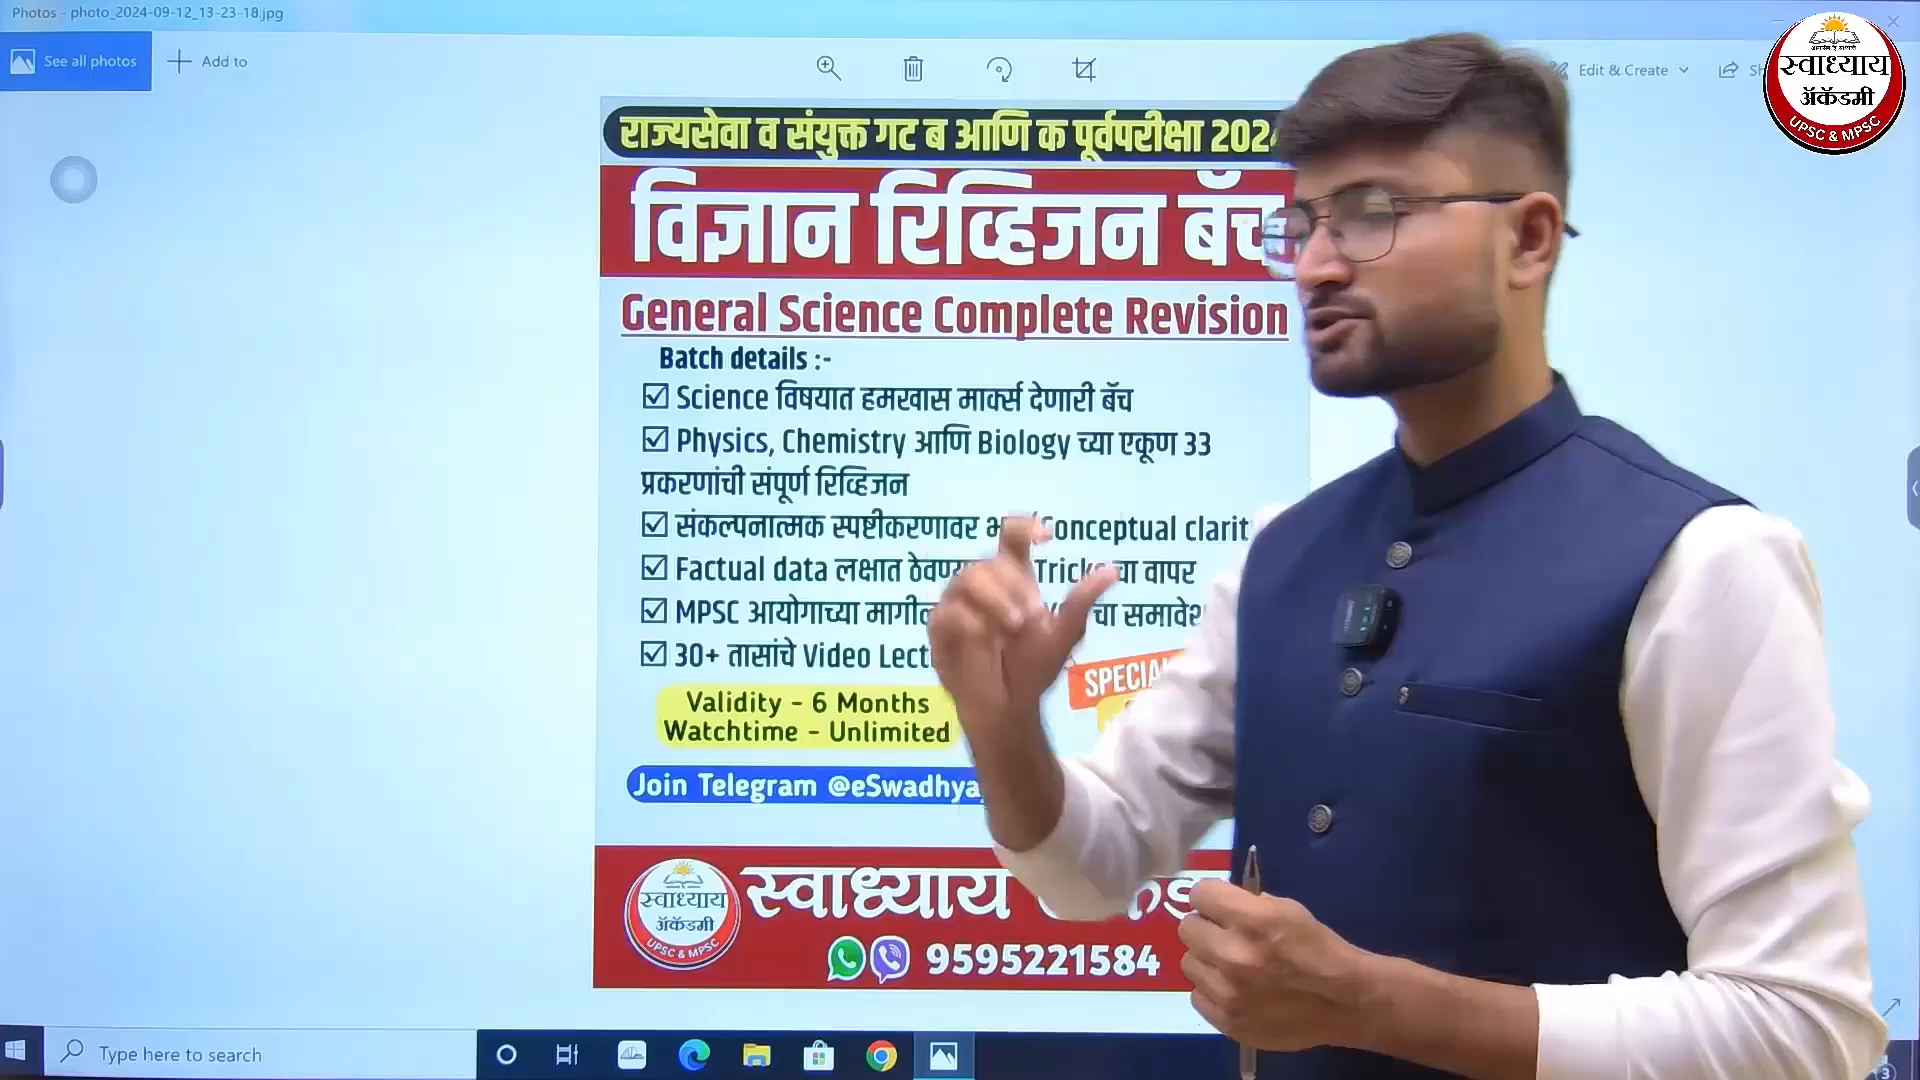 Photos - photo_2024-09-12_13-23-18.jpg
See all photos
Add to
Edit & Create
स्वाध्याय
अ‍ॅकॅडमी
UPSC & MPSC
राज्यसेवा व संयुक्त गट ब आणि क पूर्वपरीक्षा
विज्ञान रिव्हिजन बॅच
General Science Complete Revision
Batch details :-
☑ Science विषयात हमखास मार्क्स देणारी बॅच
☑ Physics, Chemistry आणि Biology च्या एकूण 33
प्रकरणांची संपूर्ण रिव्हिजन
☑ संकल्पनात्मक स्पष्टीकरणावर Conceptual
☑ Factual data लक्षात चा वापर
☑ MPSC आयोगाच्या चा
☑ 30+ तासांचे Video
Validity - 6 Months
Watchtime - Unlimited
Join Telegram
स्वाध्याय
अ‍ॅकॅडमी
UPSC & MPSC
स्वाध्याय
9595221584
Type here to search